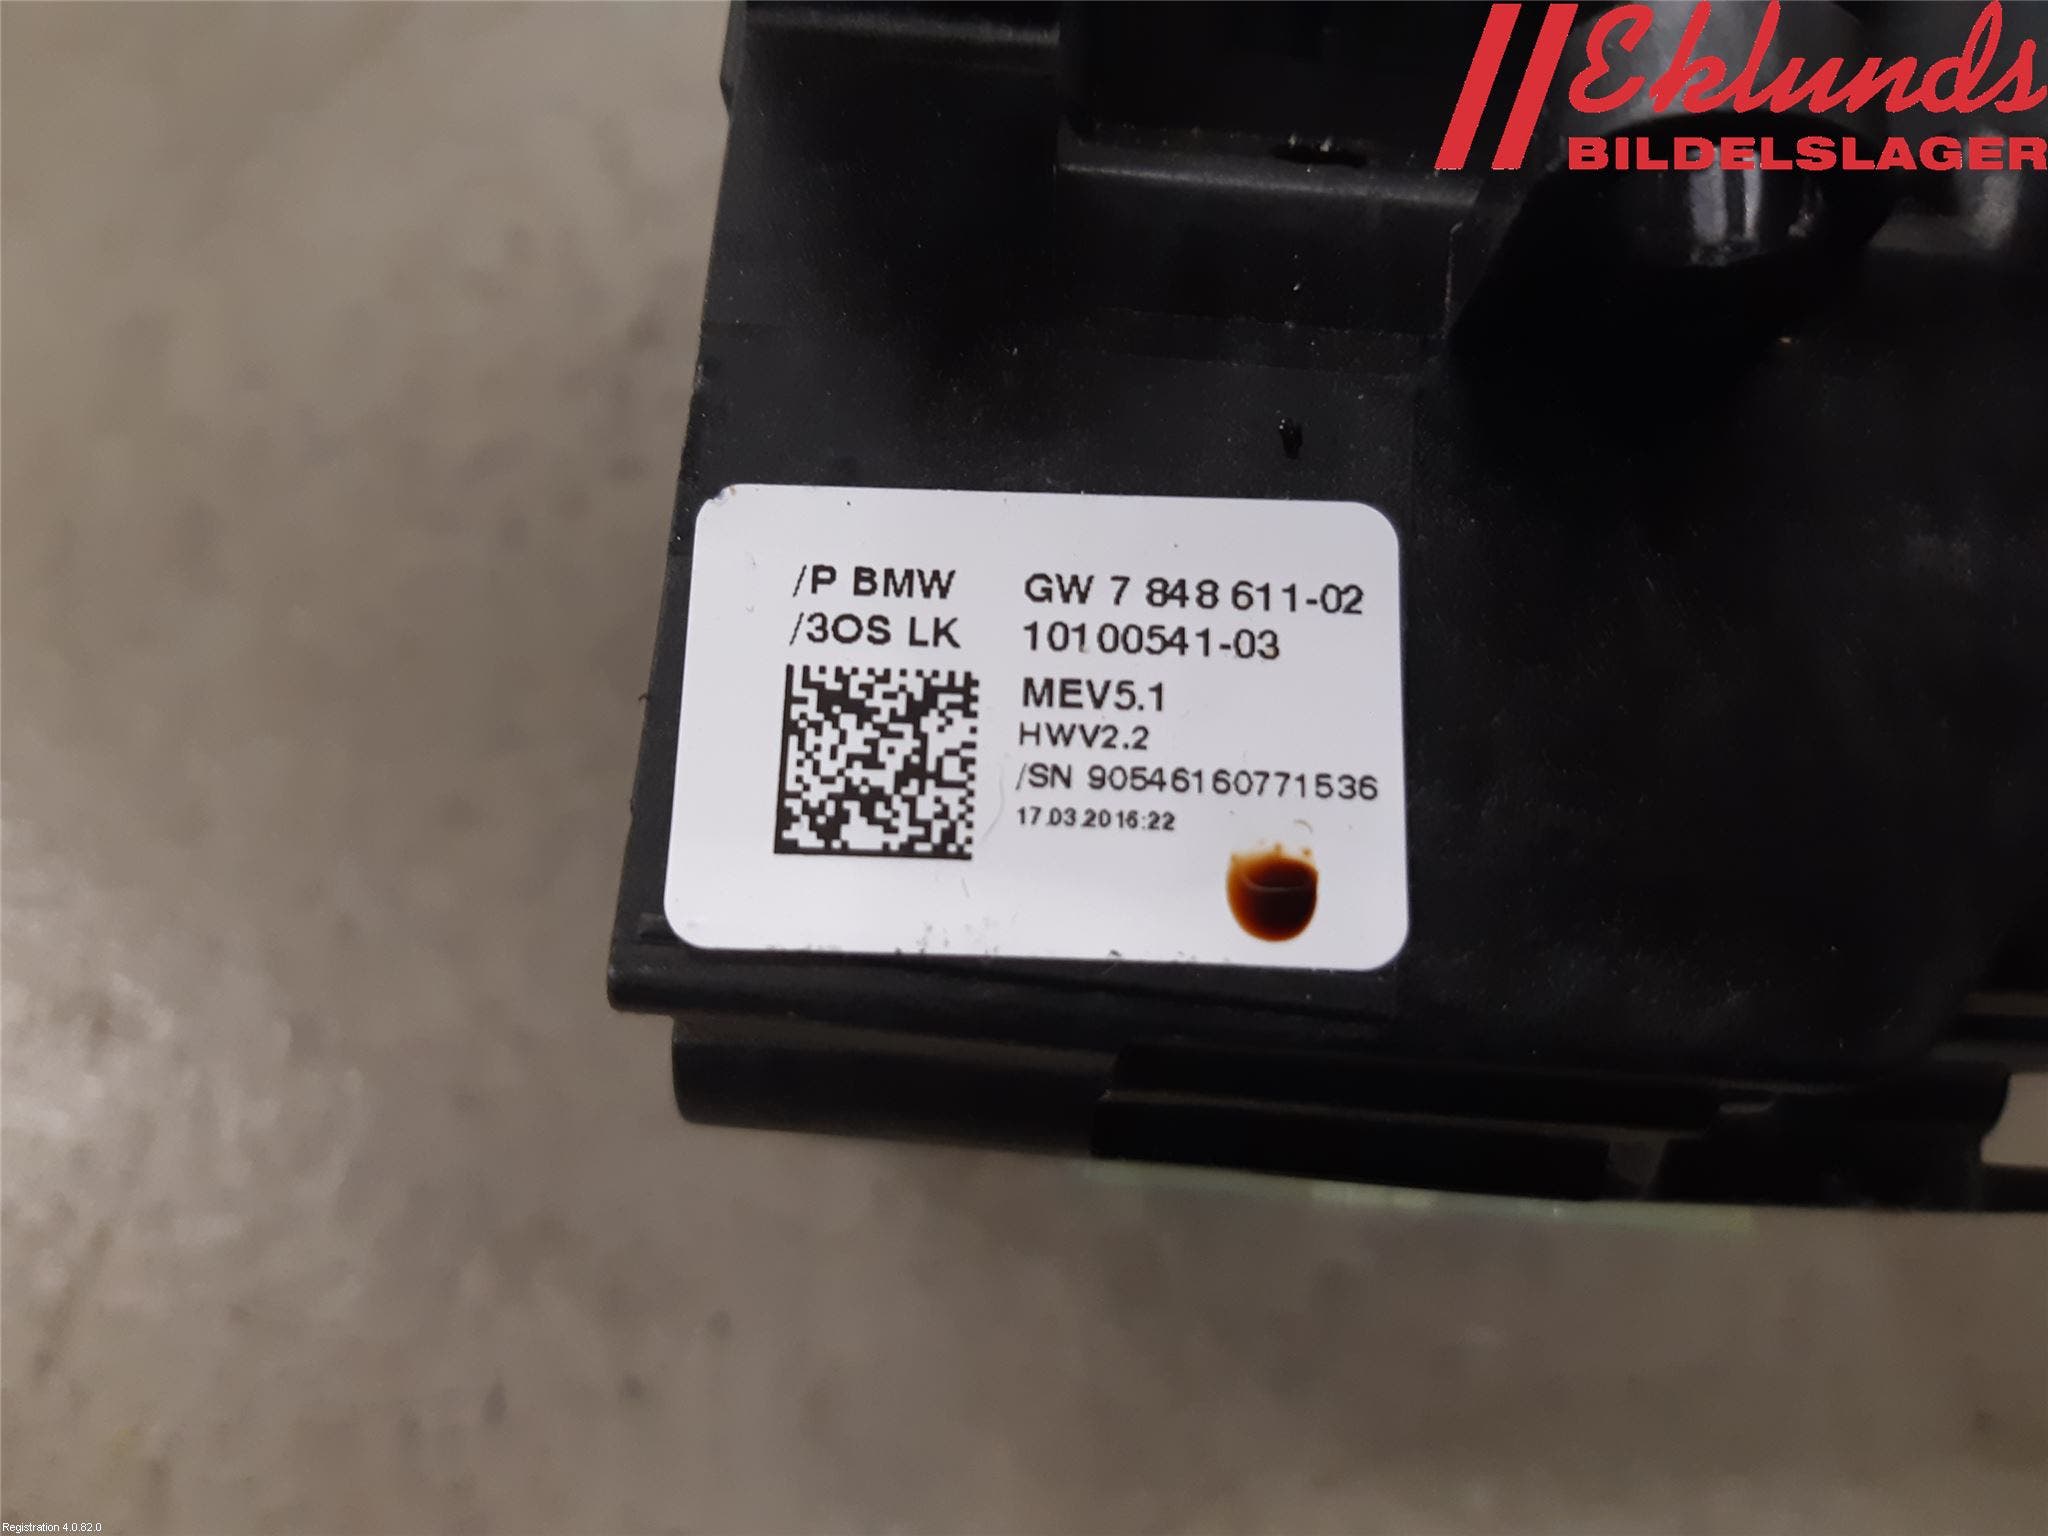 Eklunds
BILDELSLAGER
/P BMW GW 7 848 611-02
/3OS LK 10100541-03
MEV5.1
HWV2.2
/SN 90546160771536
17.03.2016:22
Registration 4.0.82.0